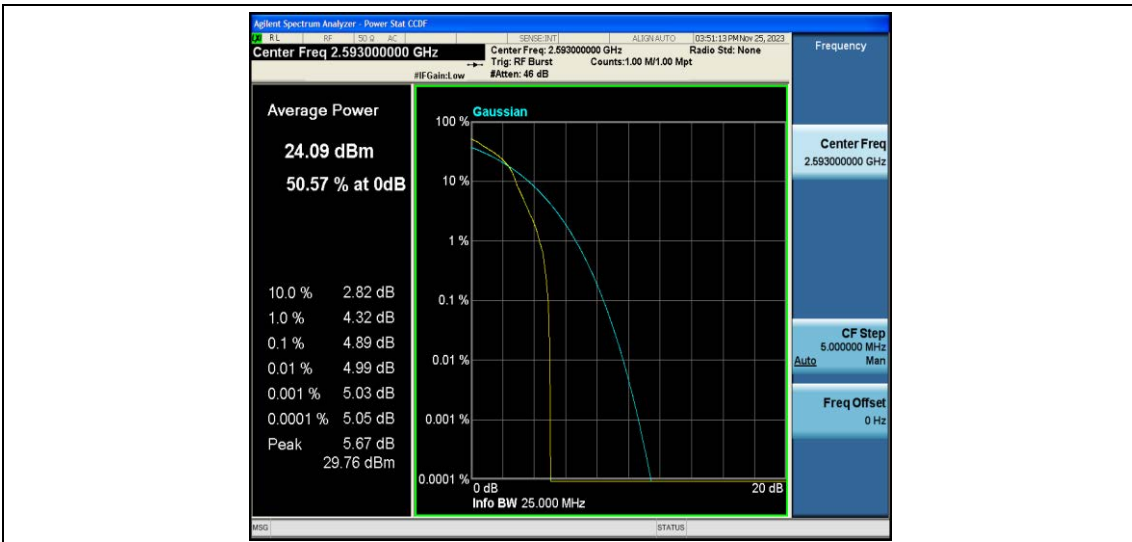 Agilent Spectrum Analyzer - Power Stat CCDF
RL RF 50 Ω AC SENSE:INT ALIGN AUTO 03:51:13 PM Nov 25, 2023
Center Freq 2.593000000 GHz
Center Freq: 2.593000000 GHz Radio Std: None
Trig: RF Burst Counts:1.00 M/1.00 Mpt
#IFGain:Low #Atten: 46 dB
Frequency
Average Power
24.09 dBm
50.57 % at 0dB
10.0 % 2.82 dB
1.0 % 4.32 dB
0.1 % 4.89 dB
0.01 % 4.99 dB
0.001 % 5.03 dB
0.0001 % 5.05 dB
Peak 5.67 dB
29.76 dBm
Gaussian
100 %
10 %
1 %
0.1 %
0.01 %
0.001 %
0.0001 %
0 dB 20 dB
Info BW 25.000 MHz
Center Freq
2.593000000 GHz
CF Step
5.000000 MHz
Auto Man
Freq Offset
0 Hz
MSG STATUS